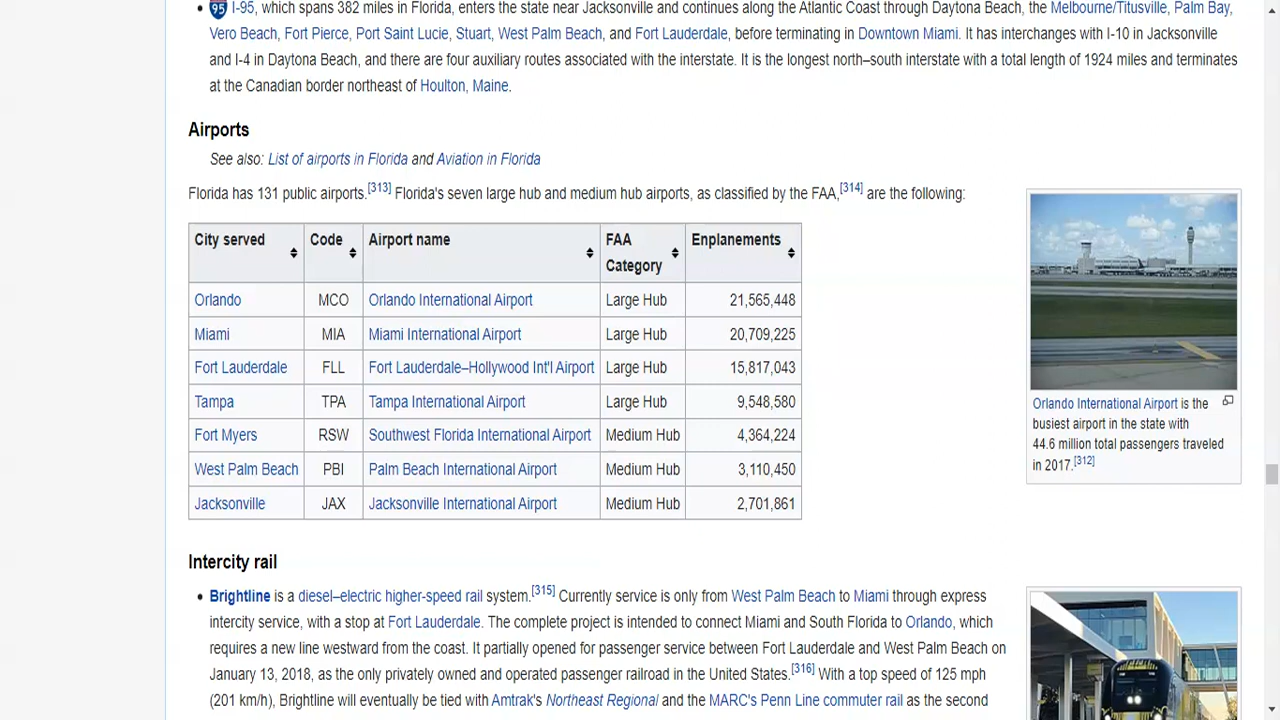 95 I-95, which spans 382 miles in Florida, enters the state near Jacksonville and continues along the Atlantic Coast through Daytona Beach, the Melbourne/Titusville, Palm Bay,
Vero Beach, Fort Pierce, Port Saint Lucie, Stuart, West Palm Beach, and Fort Lauderdale, before terminating in Downtown Miami. It has interchanges with I-10 in Jacksonville
and I-4 in Daytona Beach, and there are four auxiliary routes associated with the interstate. It is the longest north–south interstate with a total length of 1924 miles and terminates
at the Canadian border northeast of Houlton, Maine.
Airports
See also: List of airports in Florida and Aviation in Florida
Florida has 131 public airports.[313] Florida's seven large hub and medium hub airports, as classified by the FAA,[314] are the following:
City served Code Airport name FAA Category Enplanements
Orlando MCO Orlando International Airport Large Hub 21,565,448
Miami MIA Miami International Airport Large Hub 20,709,225
Fort Lauderdale FLL Fort Lauderdale–Hollywood Int'l Airport Large Hub 15,817,043
Tampa TPA Tampa International Airport Large Hub 9,548,580
Fort Myers RSW Southwest Florida International Airport Medium Hub 4,364,224
West Palm Beach PBI Palm Beach International Airport Medium Hub 3,110,450
Jacksonville JAX Jacksonville International Airport Medium Hub 2,701,861
Orlando International Airport is the
busiest airport in the state with
44.6 million total passengers traveled
in 2017.[312]
Intercity rail
Brightline is a diesel–electric higher-speed rail system.[315] Currently service is only from West Palm Beach to Miami through express
intercity service, with a stop at Fort Lauderdale. The complete project is intended to connect Miami and South Florida to Orlando, which
requires a new line westward from the coast. It partially opened for passenger service between Fort Lauderdale and West Palm Beach on
January 13, 2018, as the only privately owned and operated passenger railroad in the United States.[316] With a top speed of 125 mph
(201 km/h), Brightline will eventually be tied with Amtrak's Northeast Regional and the MARC's Penn Line commuter rail as the second